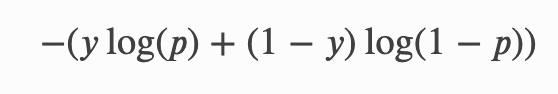 −(y log(p) + (1 − y) log(1 − p))